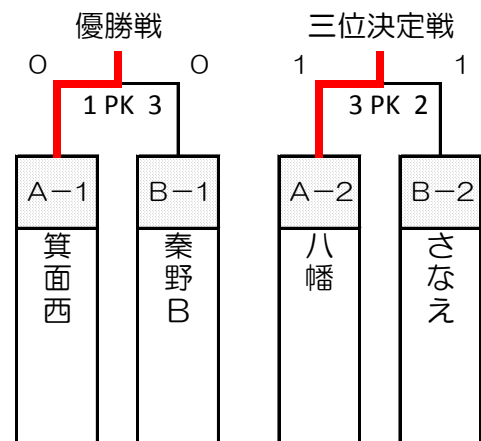 優勝戦 三位決定戦
0 0 1 1
1 PK 3 3 PK 2
A-1 B-1 A-2 B-2
箕面西
秦野B
八幡
さなえ